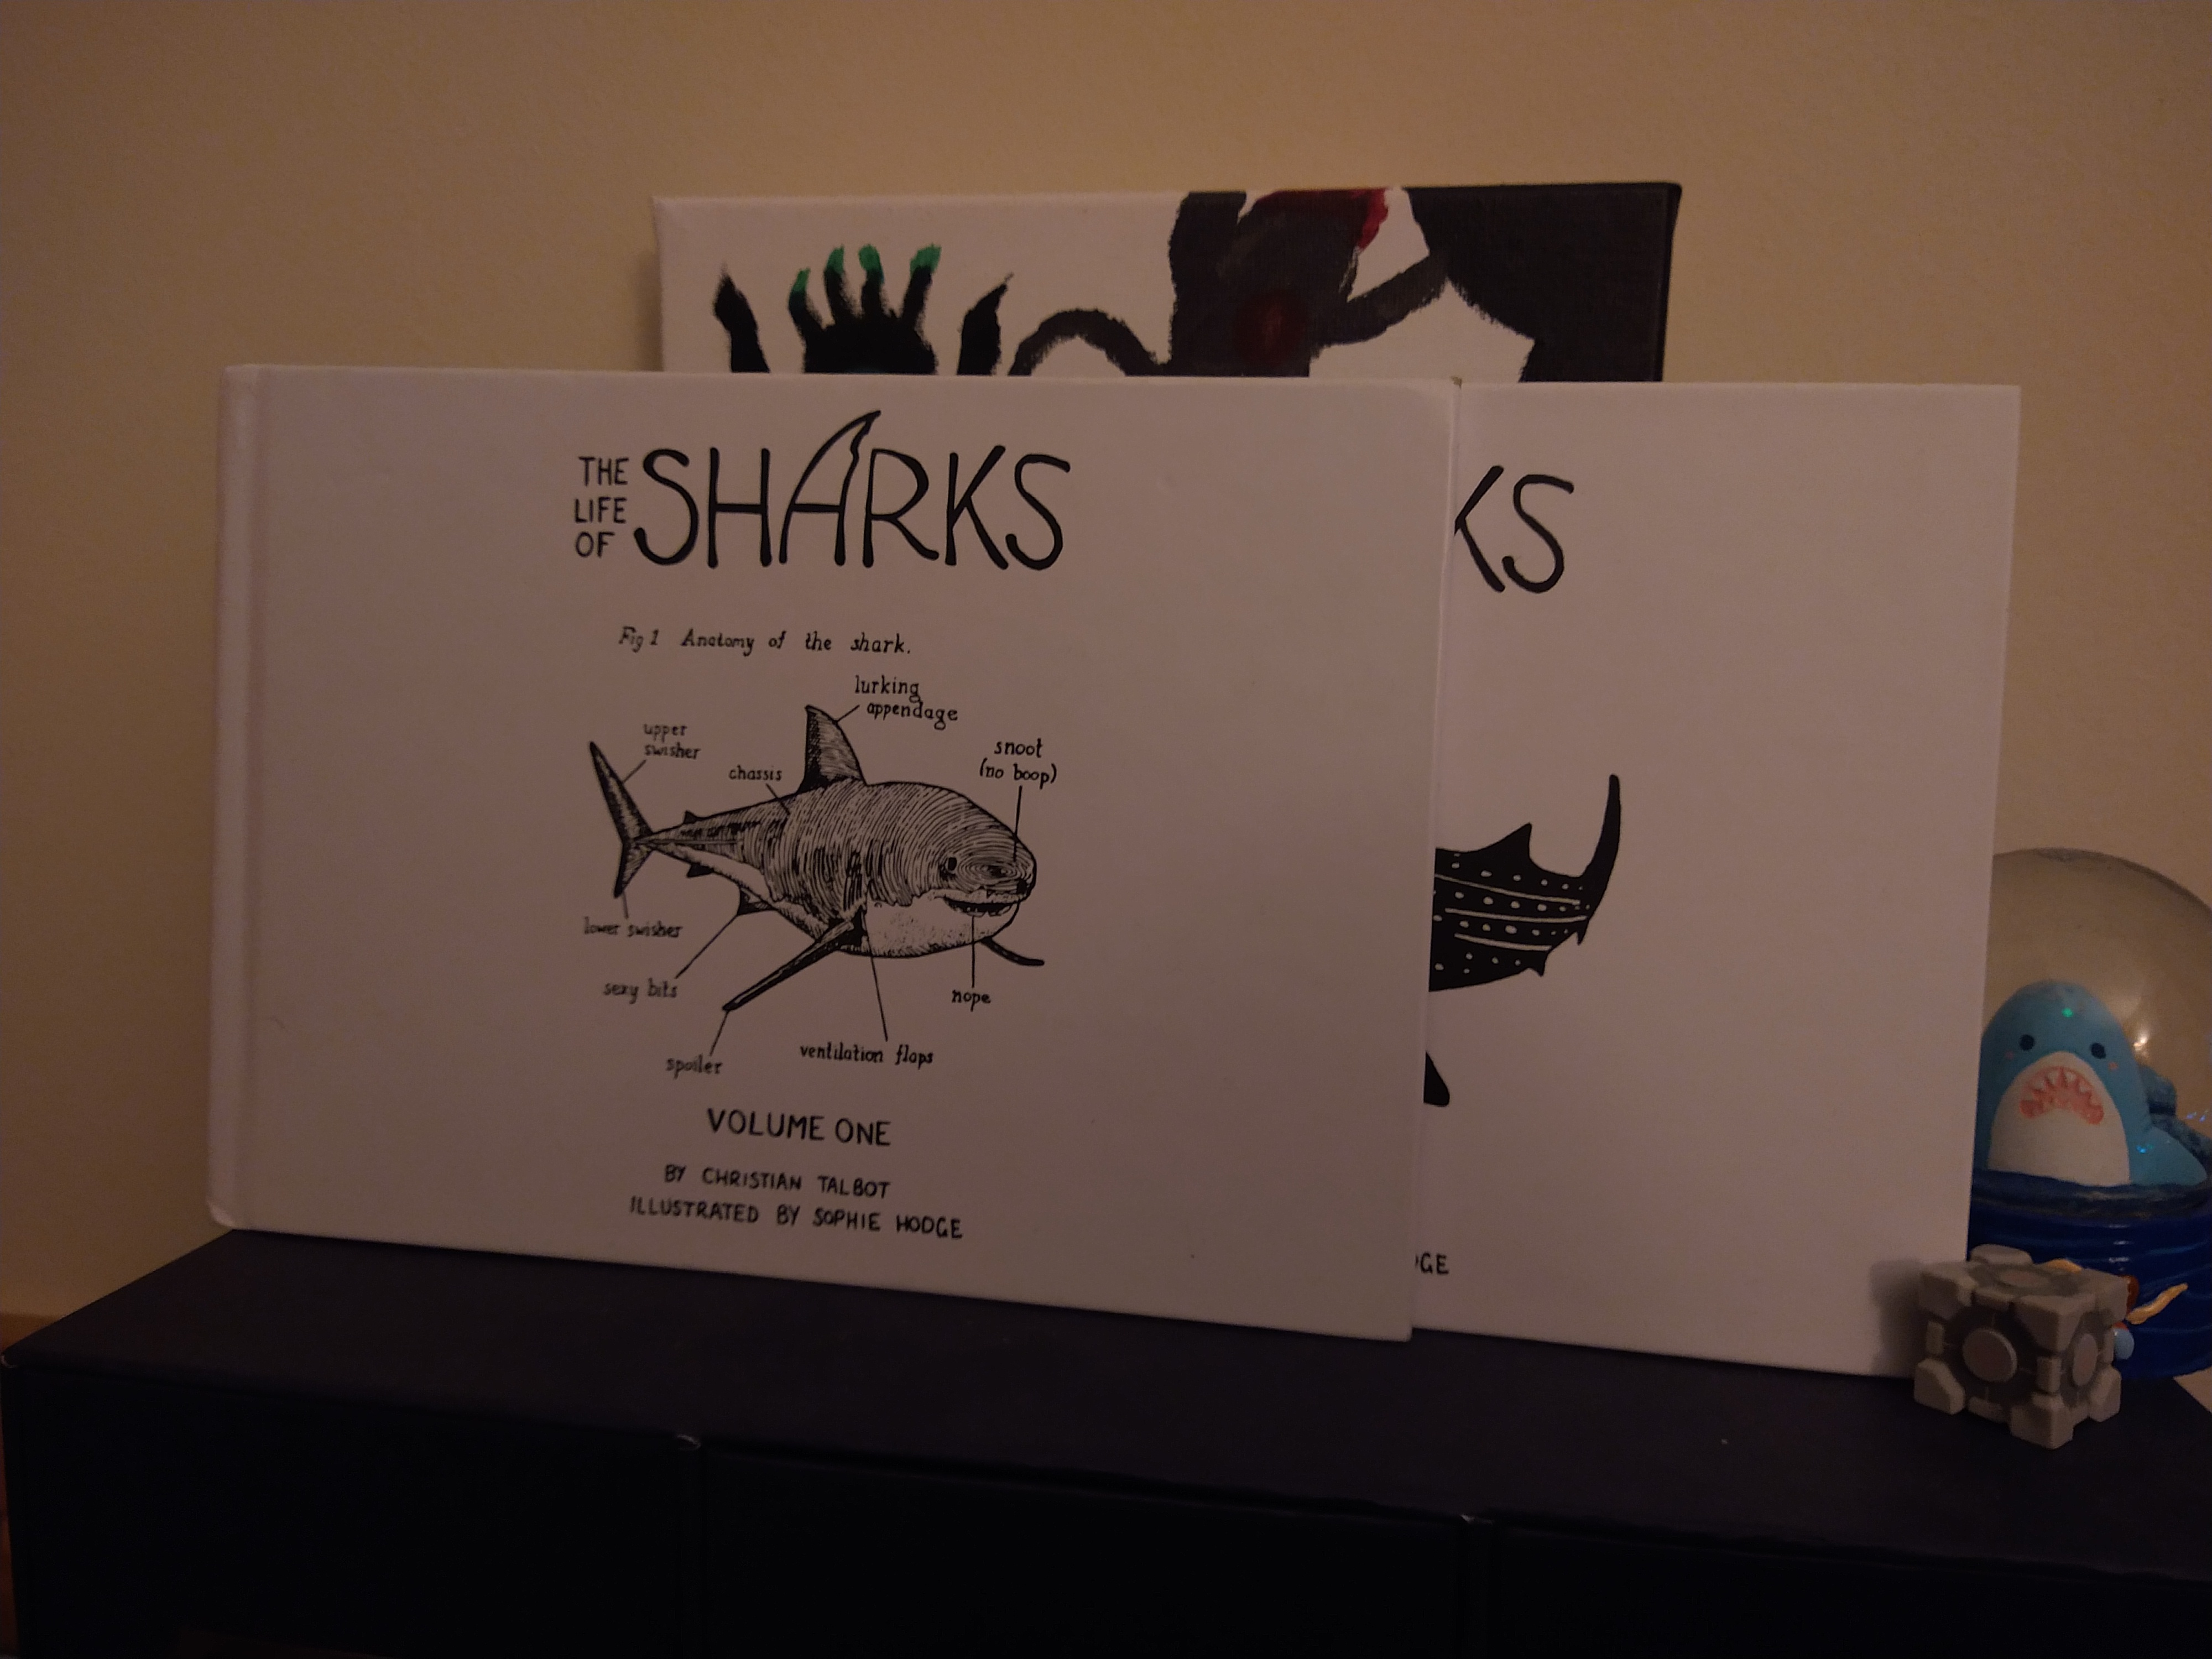 THE
LIFE
OF
SHARKS
Fig 1 Anatomy of the shark.
lurking
appendage
upper
swisher
chassis
snoot
(no boop)
lower swisher
sexy bits
nope
spoiler
ventilation flaps
VOLUME ONE
BY CHRISTIAN TALBOT
ILLUSTRATED BY SOPHIE HODGE
KS
GE